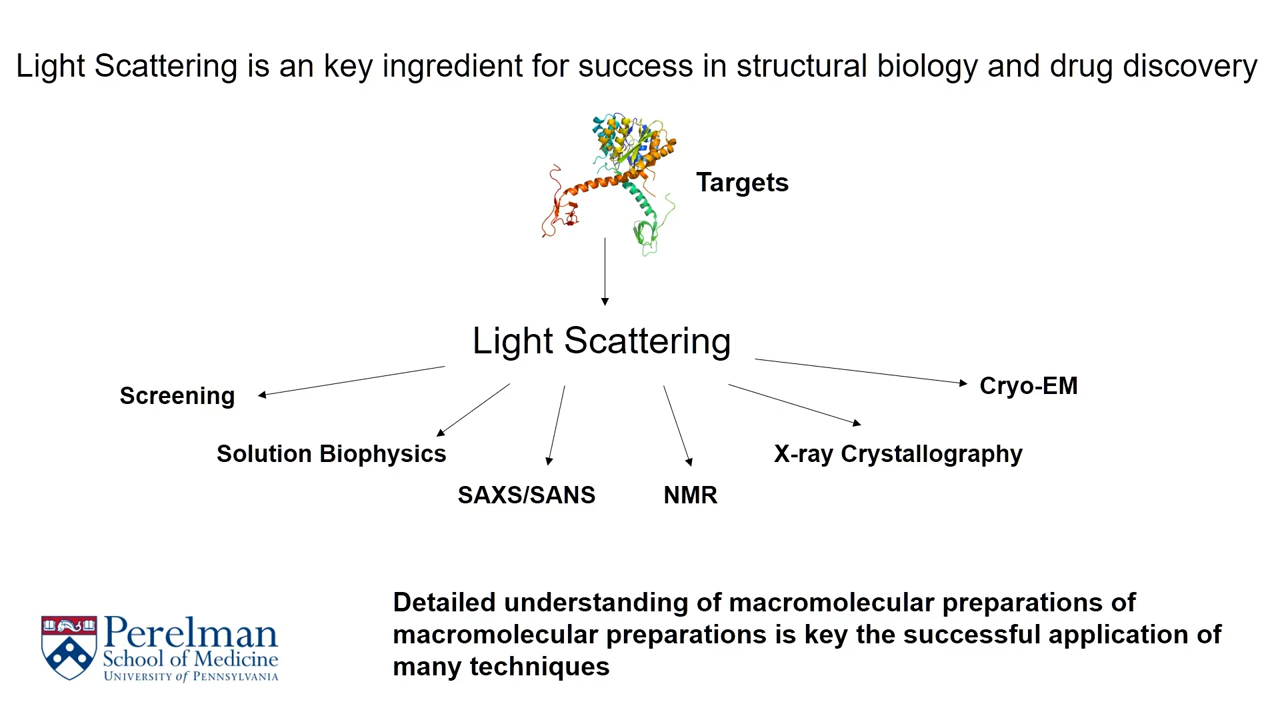 Light Scattering is an key ingredient for success in structural biology and drug discovery
Targets
Light Scattering
Screening
Cryo-EM
Solution Biophysics
X-ray Crystallography
SAXS/SANS
NMR
Detailed understanding of macromolecular preparations of
macromolecular preparations is key the successful application of
many techniques
Perelman
School of Medicine
University of Pennsylvania